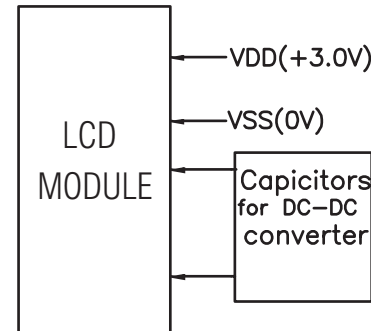 LCD
MODULE
VDD(+3.0V)
VSS(0V)
Capicitors
for DC-DC
converter